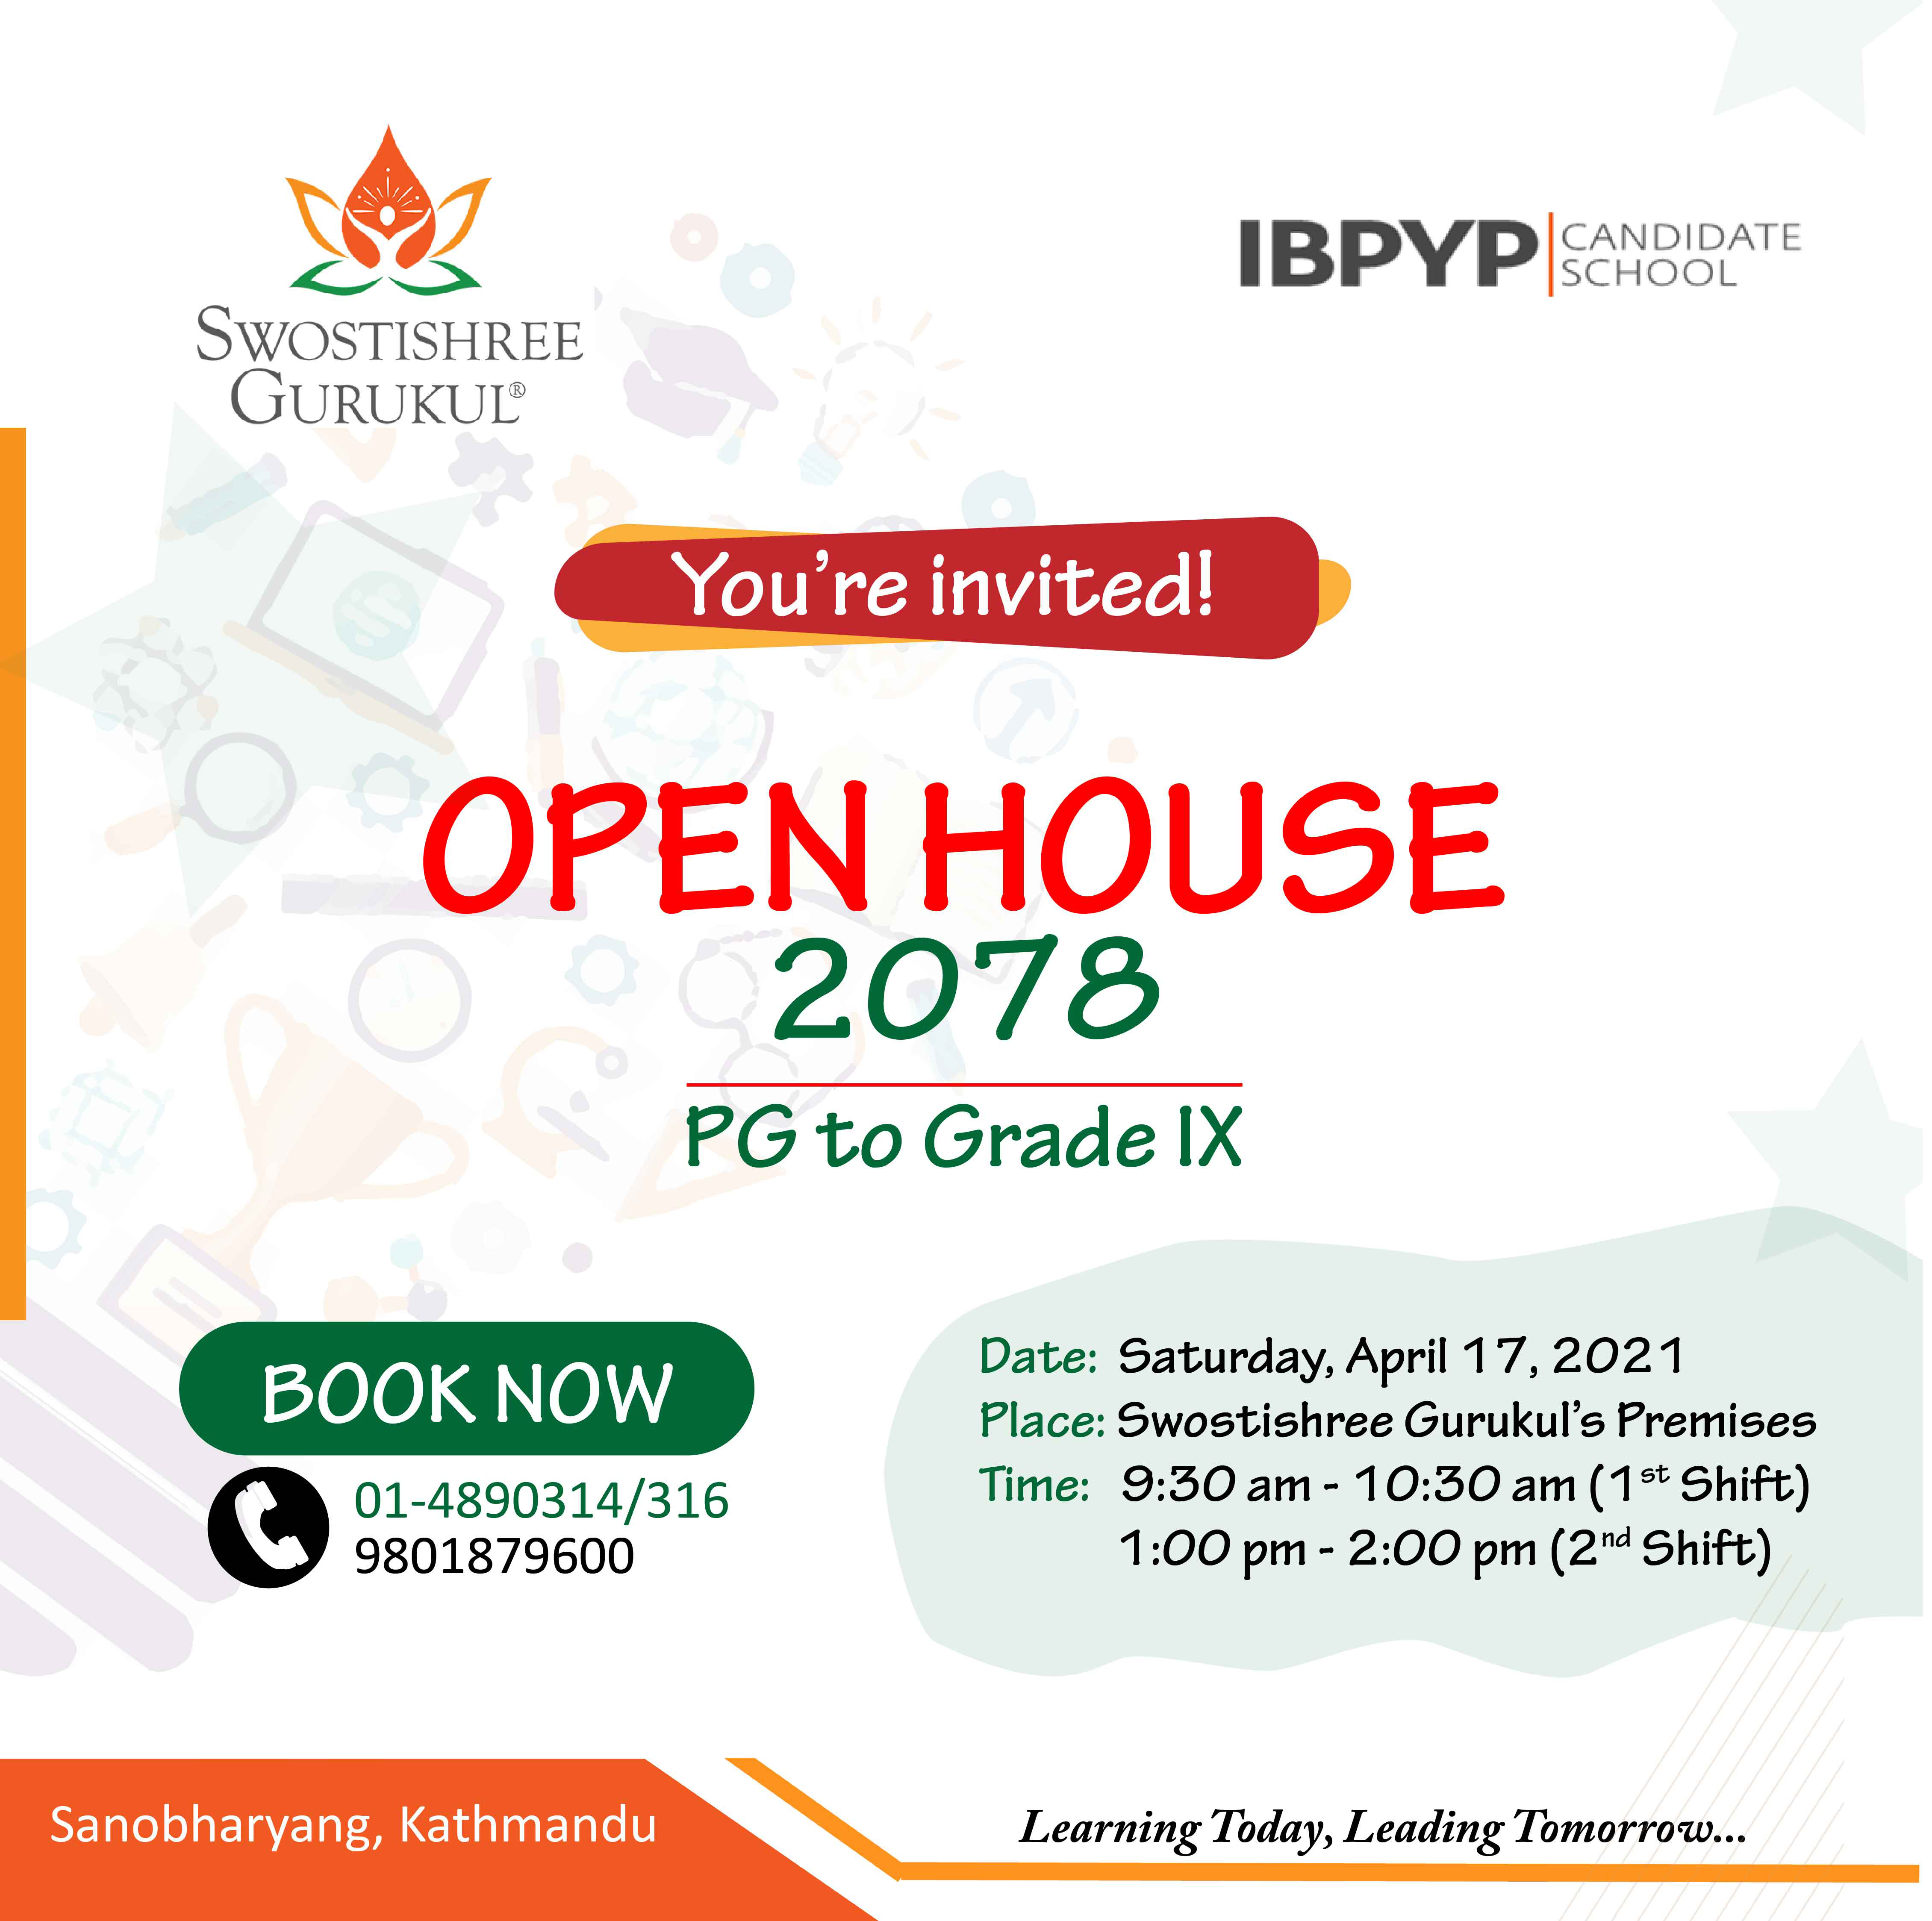 SWOSTISHREE
GURUKUL®
IBPYP CANDIDATE
SCHOOL
You're invited!
OPEN HOUSE
2078
PG to Grade IX
BOOK NOW
01-4890314/316
9801879600
Date: Saturday, April 17, 2021
Place: Swostishree Gurukul's Premises
Time: 9:30 am - 10:30 am (1st Shift)
1:00 pm - 2:00 pm (2nd Shift)
Sanobharyang, Kathmandu
Learning Today, Leading Tomorrow...